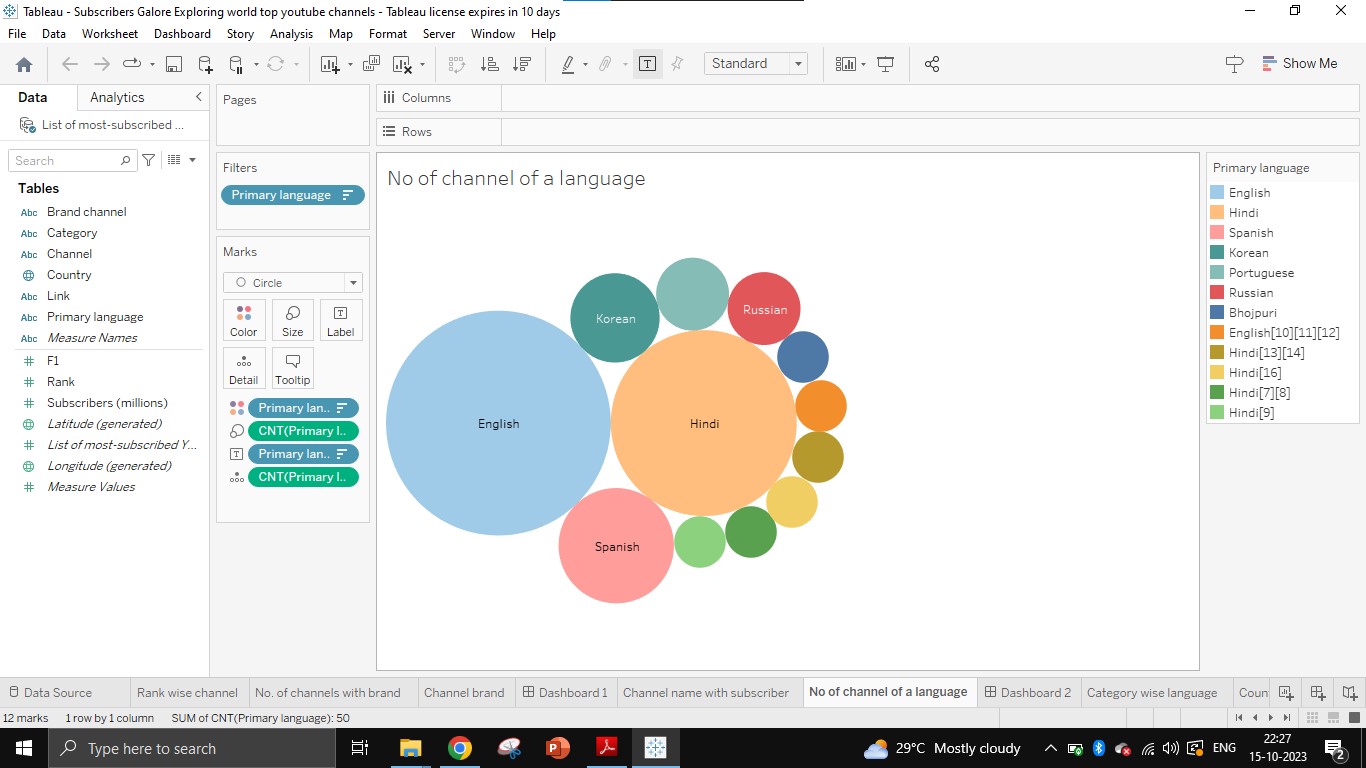 Tableau - Subscribers Galore Exploring world top youtube channels - Tableau license expires in 10 days
File Data Worksheet Dashboard Story Analysis Map Format Server Window Help
Standard
Show Me
Data Analytics
List of most-subscribed ...
Search
Tables
Abc Brand channel
Abc Category
Abc Channel
Country
Abc Link
Abc Primary language
Abc Measure Names
F1
Rank
Subscribers (millions)
Latitude (generated)
List of most-subscribed Y...
Longitude (generated)
Measure Values
Pages
Filters
Primary language
Marks
Circle
Color Size Label
Detail Tooltip
Primary lan..
CNT(Primary l..
Primary lan..
CNT(Primary l..
Columns
Rows
No of channel of a language
Korean
Russian
English
Hindi
Spanish
Primary language
English
Hindi
Spanish
Korean
Portuguese
Russian
Bhojpuri
English[10][11][12]
Hindi[13][14]
Hindi[16]
Hindi[7][8]
Hindi[9]
Data Source Rank wise channel No. of channels with brand Channel brand Dashboard 1 Channel name with subscriber No of channel of a language Dashboard 2 Category wise language Coun
12 marks 1 row by 1 column SUM of CNT(Primary language): 50
Type here to search
29°C Mostly cloudy
ENG
22:27
15-10-2023
2